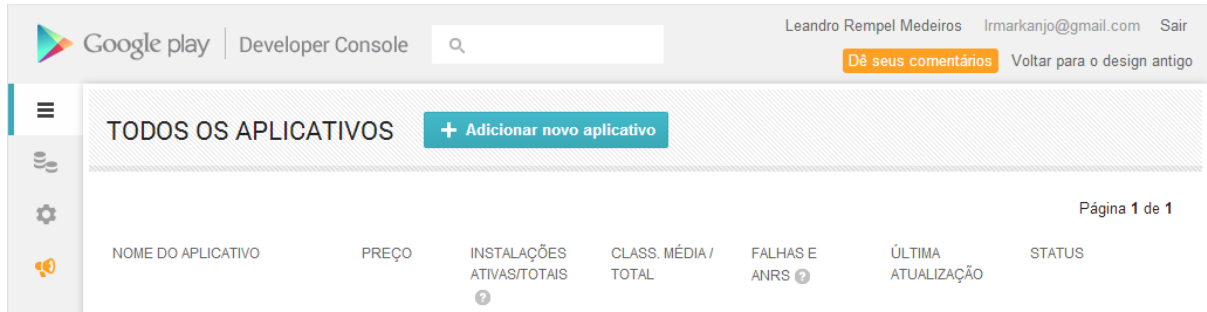 Leandro Rempel Medeiros lrmarkanjo@gmail.com Sair
Google play Developer Console
Dê seus comentários Voltar para o design antigo
TODOS OS APLICATIVOS + Adicionar novo aplicativo
Página 1 de 1
NOME DO APLICATIVO PREÇO INSTALAÇÕES CLASS. MÉDIA / FALHAS E ÚLTIMA STATUS
ATIVAS/TOTAIS TOTAL ANRS ? ATUALIZAÇÃO
?